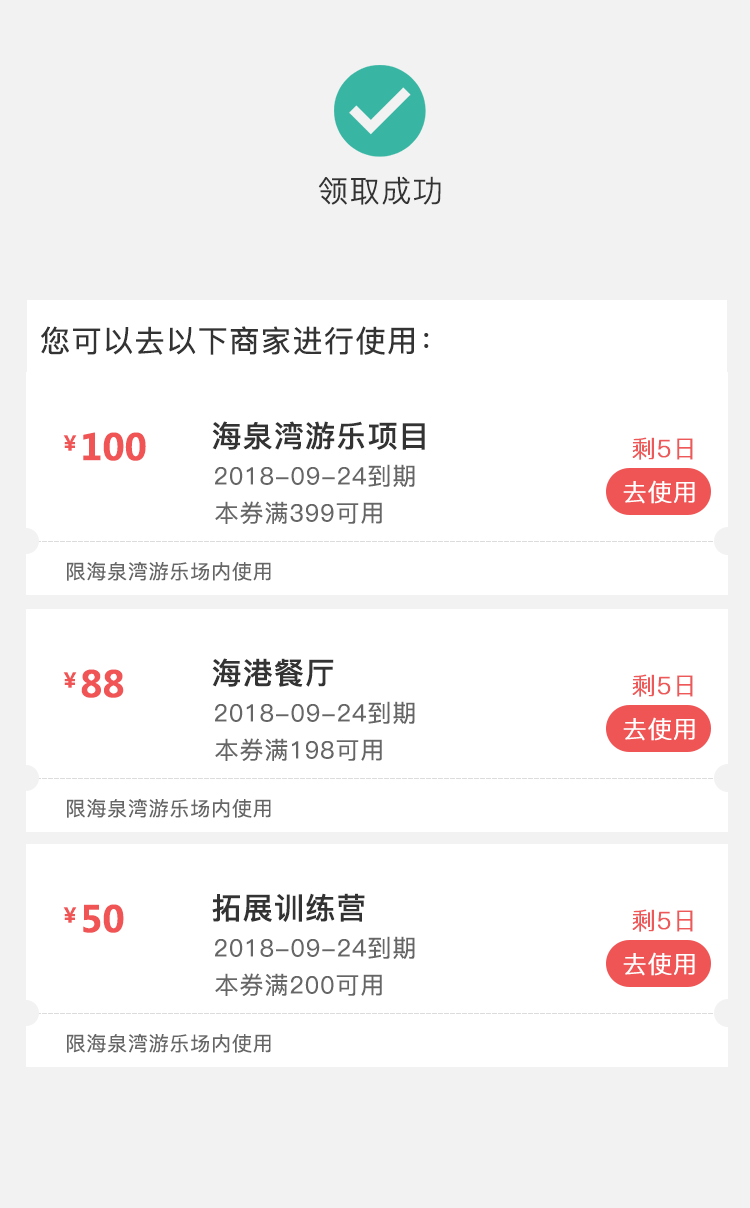 领取成功
您可以去以下商家进行使用：
¥100
海泉湾游乐项目
2018-09-24到期
本券满399可用
剩5日
去使用
限海泉湾游乐场内使用
¥88
海港餐厅
2018-09-24到期
本券满198可用
剩5日
去使用
限海泉湾游乐场内使用
¥50
拓展训练营
2018-09-24到期
本券满200可用
剩5日
去使用
限海泉湾游乐场内使用